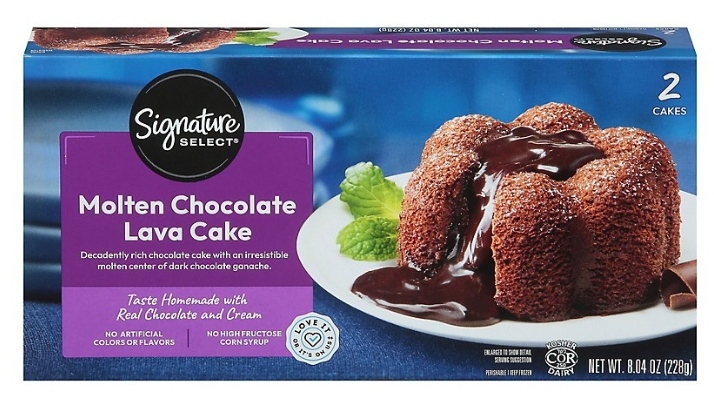 Molten Chocolate Lava Cake NET WT. 8.04 OZ (228g)
Signature
SELECT®
2
CAKES
Signature
SELECT®
Molten Chocolate
Lava Cake
Decadently rich chocolate cake with an irresistible
molten center of dark chocolate ganache.
Taste Homemade with
Real Chocolate and Cream
NO ARTIFICIAL
COLORS OR FLAVORS
NO HIGH FRUCTOSE
CORN SYRUP
LOVE IT
OR IT'S ON US
ENLARGED TO SHOW DETAIL
SERVING SUGGESTION
PERISHABLE | KEEP FROZEN
KOSHER
COR
DAIRY
NET WT. 8.04 OZ (228g)